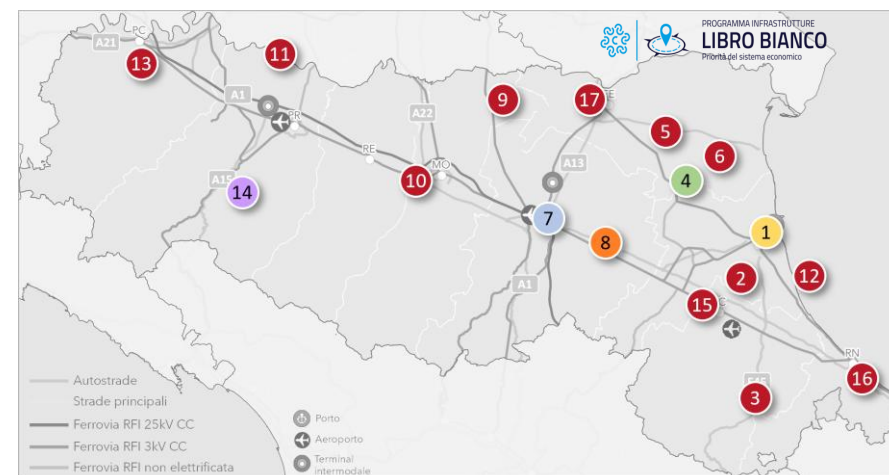 PROGRAMMA INFRASTRUTTURE
LIBRO BIANCO
Priorità del sistema economico
PC
A21
13
11
A1
PR
9
17
FE
5
6
A22
RE
MO
10
A13
A15
14
4
7
8
1
A1
2
12
15
C
RN
16
3
Autostrade
Strade principali
Ferrovia RFI 25kV CC
Ferrovia RFI 3kV CC
Ferrovia RFI non elettrificata
Porto
Aeroporto
Terminal
intermodale